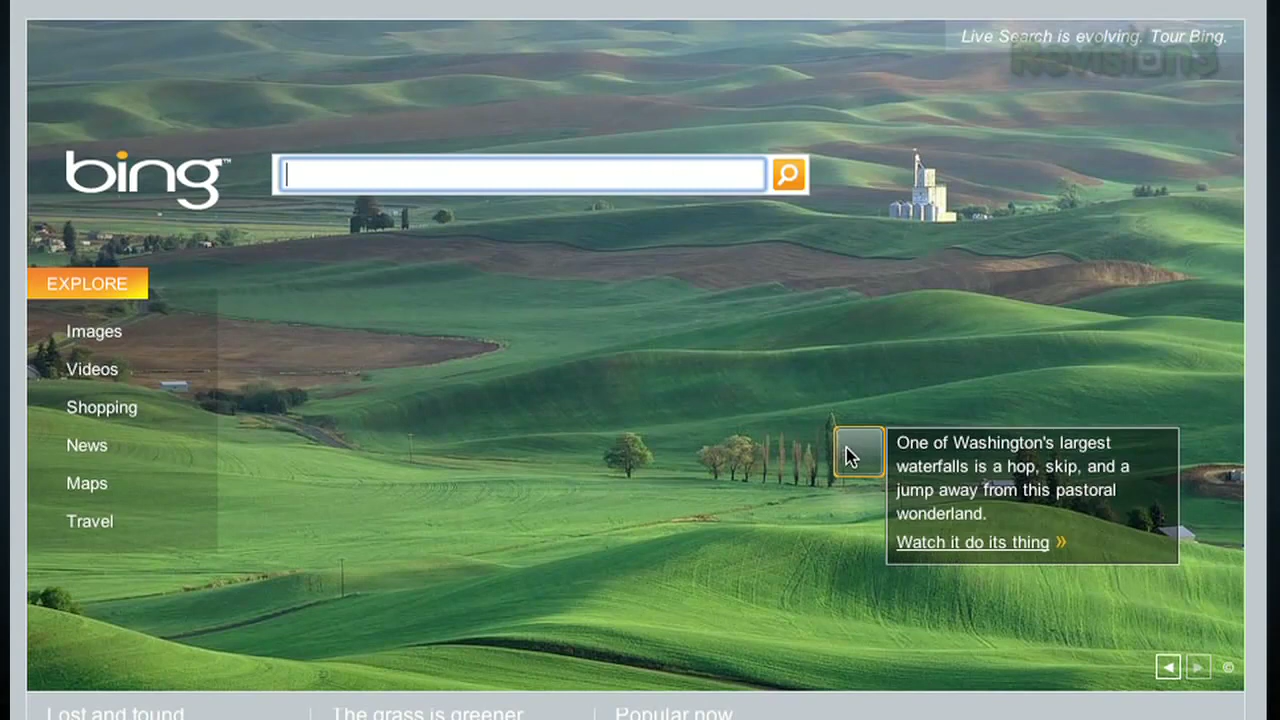 Live Search is evolving. Tour Bing.
Revisions
bing™
EXPLORE
Images
Videos
Shopping
News
Maps
Travel
One of Washington's largest
waterfalls is a hop, skip, and a
jump away from this pastoral
wonderland.
Watch it do its thing »
©
Lost and found
The grass is greener
Popular now